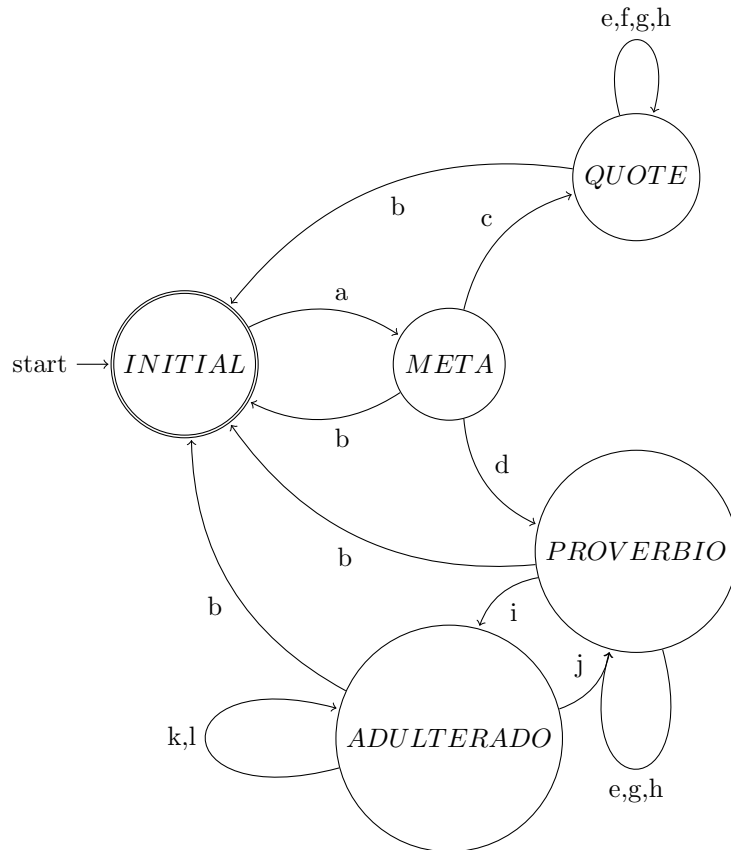 e,f,g,h
QUOTE
b
c
a
start
INITIAL
META
b
d
PROVERBIO
b
i
b
j
k,l
ADULTERADO
e,g,h